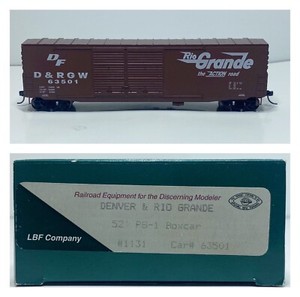 DF
D & RGW
63501
Rio
Grande
the ACTION road
Railroad Equipment for the Discerning Modeler
DENVER & RIO GRANDE
52' PS-1 Boxcar
#1131 Car# 63501
LBF Company